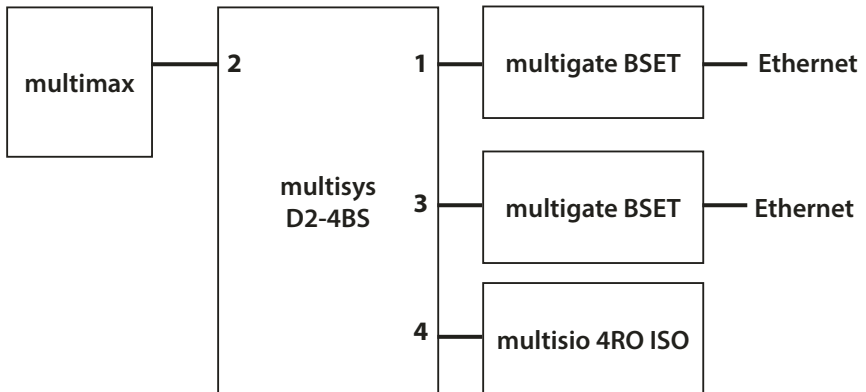 multimax
2
multisys
D2-4BS
1
multigate BSET
Ethernet
3
multigate BSET
Ethernet
4
multisio 4RO ISO